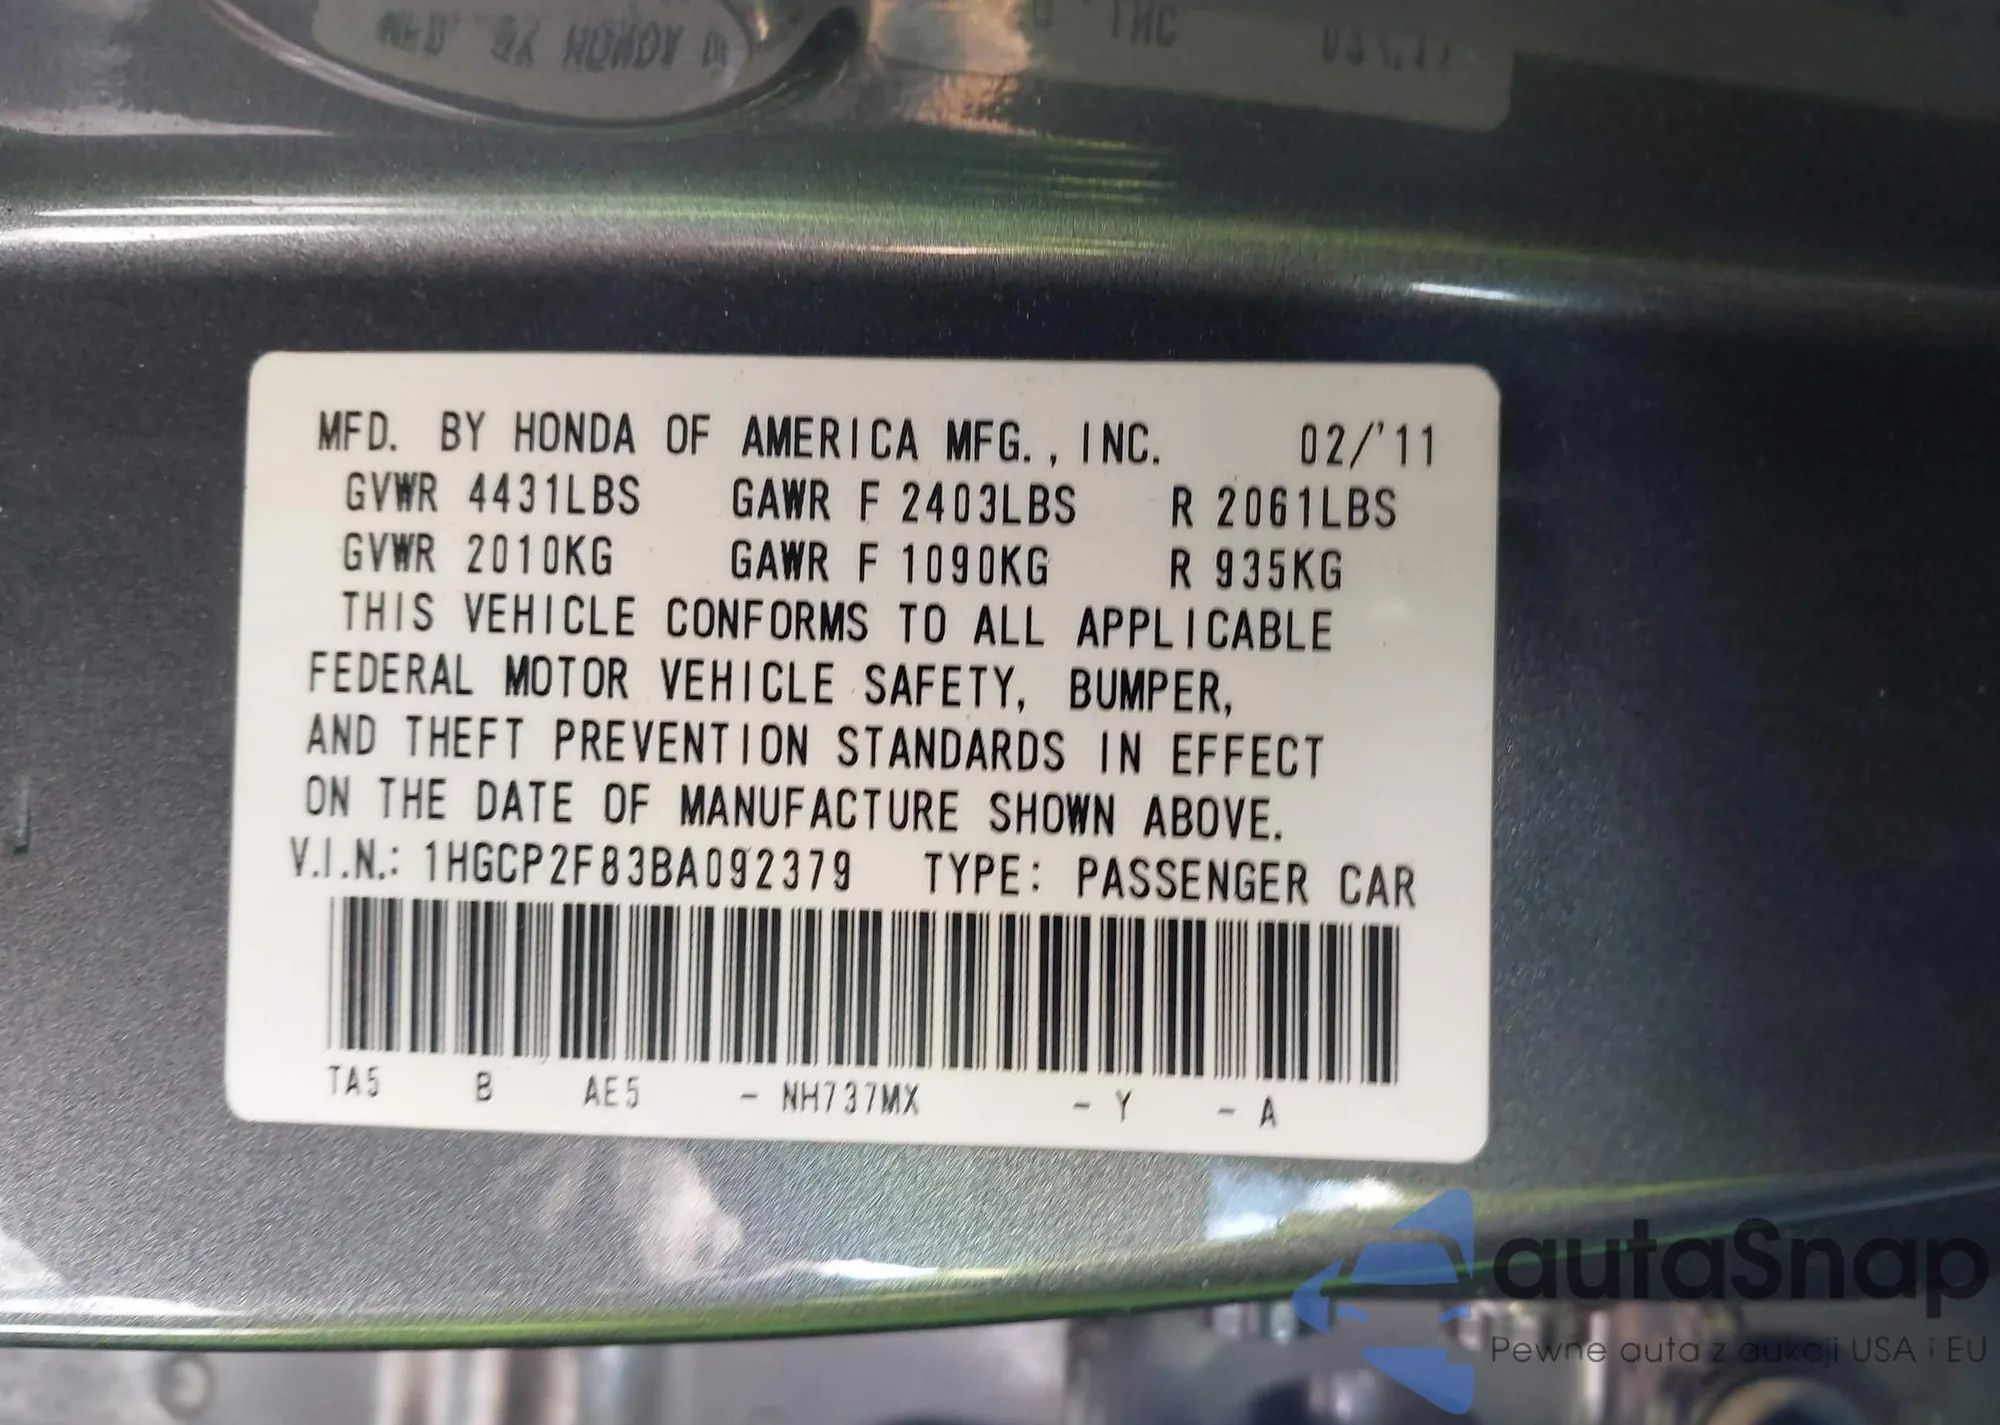 MFD. BY HONDA OF AMERICA MFG., INC. 02/'11
GVWR 4431LBS GAWR F 2403LBS R 2061LBS
GVWR 2010KG GAWR F 1090KG R 935KG
THIS VEHICLE CONFORMS TO ALL APPLICABLE
FEDERAL MOTOR VEHICLE SAFETY, BUMPER,
AND THEFT PREVENTION STANDARDS IN EFFECT
ON THE DATE OF MANUFACTURE SHOWN ABOVE.
V.I.N.: 1HGCP2F83BA092379 TYPE: PASSENGER CAR
TA5 B AE5 - NH737MX - Y - A
autaSnap
Pewne auta z aukcji USA i EU